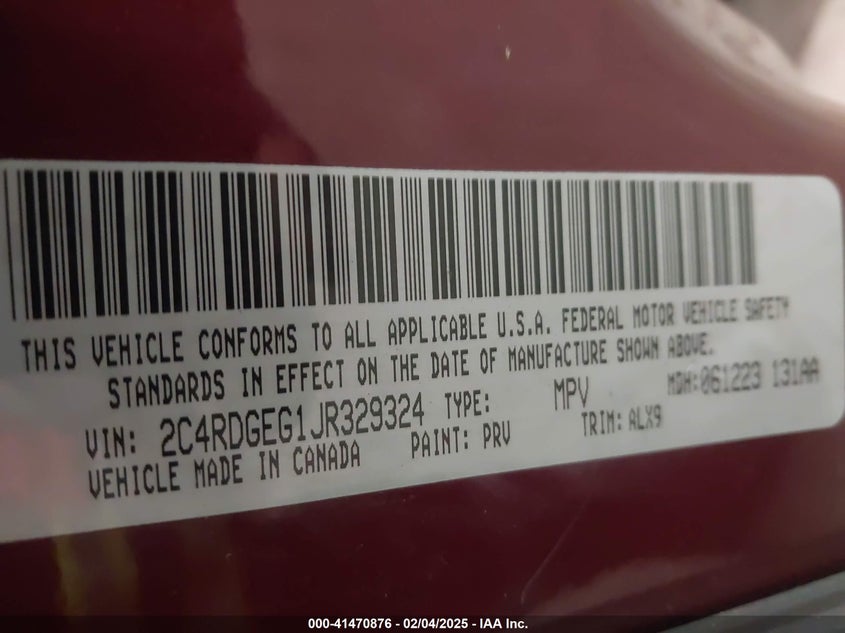 THIS VEHICLE CONFORMS TO ALL APPLICABLE U.S.A. FEDERAL MOTOR VEHICLE SAFETY
STANDARDS IN EFFECT ON THE DATE OF MANUFACTURE SHOWN ABOVE.
VIN: 2C4RDGEG1JR329324 TYPE: MPV MDH:061223 131AA
VEHICLE MADE IN CANADA PAINT: PRV TRIM: ALX9
000-41470876 - 02/04/2025 - IAA Inc.